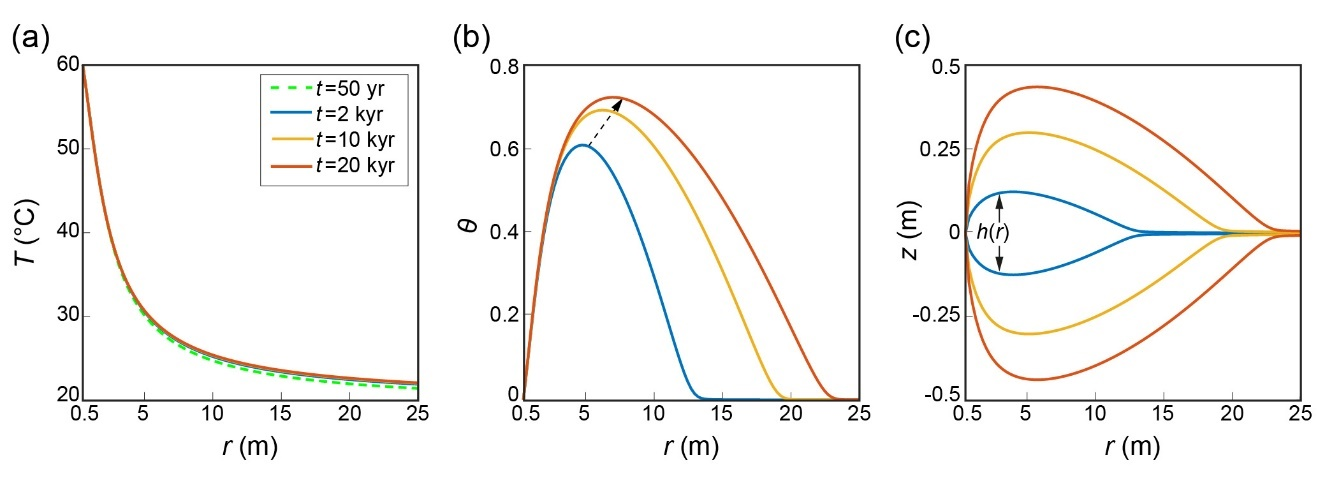 (a)
60
50
40
30
20
T (°C)
0.5 5 10 15 20 25
r (m)
t=50 yr
t=2 kyr
t=10 kyr
t=20 kyr
(b)
0.8
0.6
0.4
0.2
0
θ
0.5 5 10 15 20 25
r (m)
(c)
0.5
0.25
0
-0.25
-0.5
z (m)
h(r)
0.5 5 10 15 20 25
r (m)